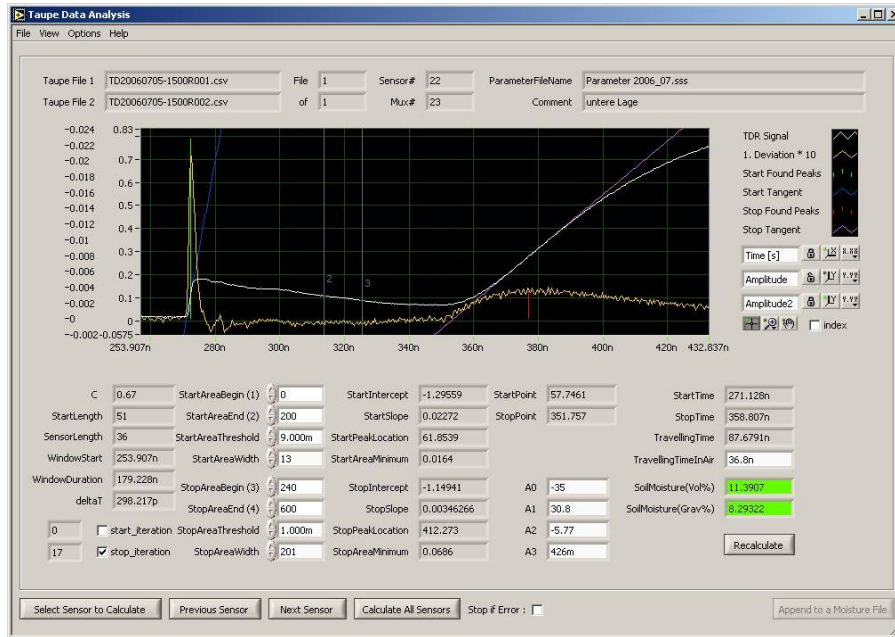 Taupe Data Analysis
File View Options Help
Taupe File 1 TD20060705-1500R001.csv File 1 Sensor# 22 ParameterFileName Parameter 2006_07.sss
Taupe File 2 TD20060705-1500R002.csv of 1 Mux# 23 Comment untere Lage
-0.024 0.83
-0.022
-0.02 0.7
-0.018
-0.016 0.6
-0.014 0.5
-0.012
-0.01 0.4
-0.008 0.3
-0.006
-0.004 0.2
-0.002 0.1
-0 0
-0.002 -0.0575
2 3
253.907n 280n 300n 320n 340n 360n 380n 400n 420n 432.837n
TDR Signal
1. Deviation * 10
Start Found Peaks
Start Tangent
Stop Found Peaks
Stop Tangent
Time [s] X X.XX
Amplitude Y Y.YY
Amplitude2 Y Y.YY
index
C 0.67 StartAreaBegin (1) 0 StartIntercept -1.29559 StartPoint 57.7461 StartTime 271.128n
StartLength 51 StartAreaEnd (2) 200 StartSlope 0.02272 StopPoint 351.757 StopTime 358.807n
SensorLength 36 StartAreaThreshold 9.000m StartPeakLocation 61.8539 TravellingTime 87.6791n
WindowStart 253.907n StartAreaWidth 13 StartAreaMinimum 0.0164 TravellingTimeInAir 36.8n
WindowDuration 179.228n StopAreaBegin (3) 240 StopIntercept -1.14941 A0 -35 SoilMoisture(Vol%) 11.3907
deltaT 298.217p StopAreaEnd (4) 600 StopSlope 0.00346266 A1 30.8 SoilMoisture(Grav%) 8.29322
0 start_iteration StopAreaThreshold 1.000m StopPeakLocation 412.273 A2 -5.77
17 stop_iteration StopAreaWidth 201 StopAreaMinimum 0.0686 A3 426m Recalculate
Select Sensor to Calculate Previous Sensor Next Sensor Calculate All Sensors Stop if Error : Append to a Moisture File